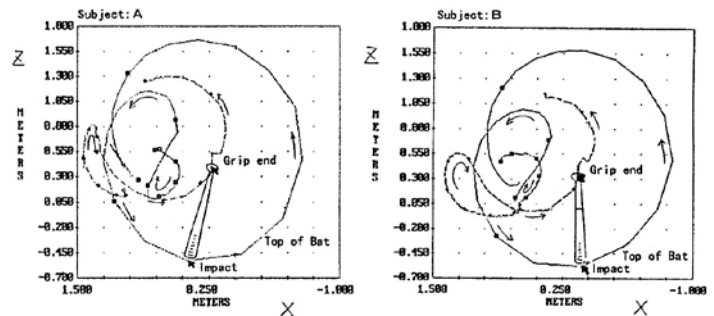 Subject: A
1.800
1.550
1.300
1.050
0.800
0.550
0.300
0.050
-0.200
-0.450
-0.700
Z
METERS
Grip end
Top of Bat
Impact
1.500
0.250
-1.000
METERS
X
Subject: B
1.800
1.550
1.300
1.050
0.800
0.550
0.300
0.050
-0.200
-0.450
-0.700
Z
METERS
Grip end
Top of Bat
Impact
1.500
0.250
-1.000
METERS
X